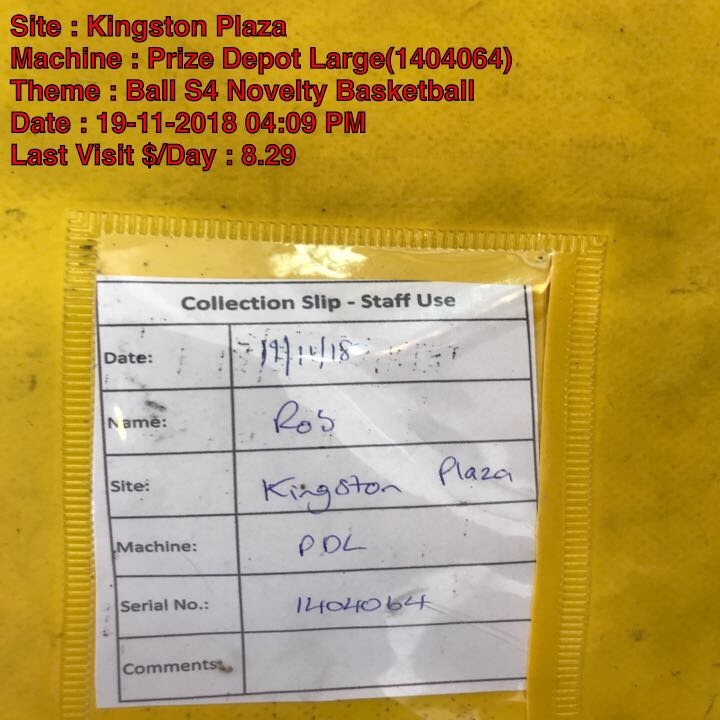 Site : Kingston Plaza
Machine : Prize Depot Large(1404064)
Theme : Ball S4 Novelty Basketball
Date : 19-11-2018 04:09 PM
Last Visit $/Day : 8.29
Collection Slip - Staff Use
Date: 19/11/18
Name: Rob
Site: Kingston Plaza
Machine: PDL
Serial No.: 1404064
Comments: